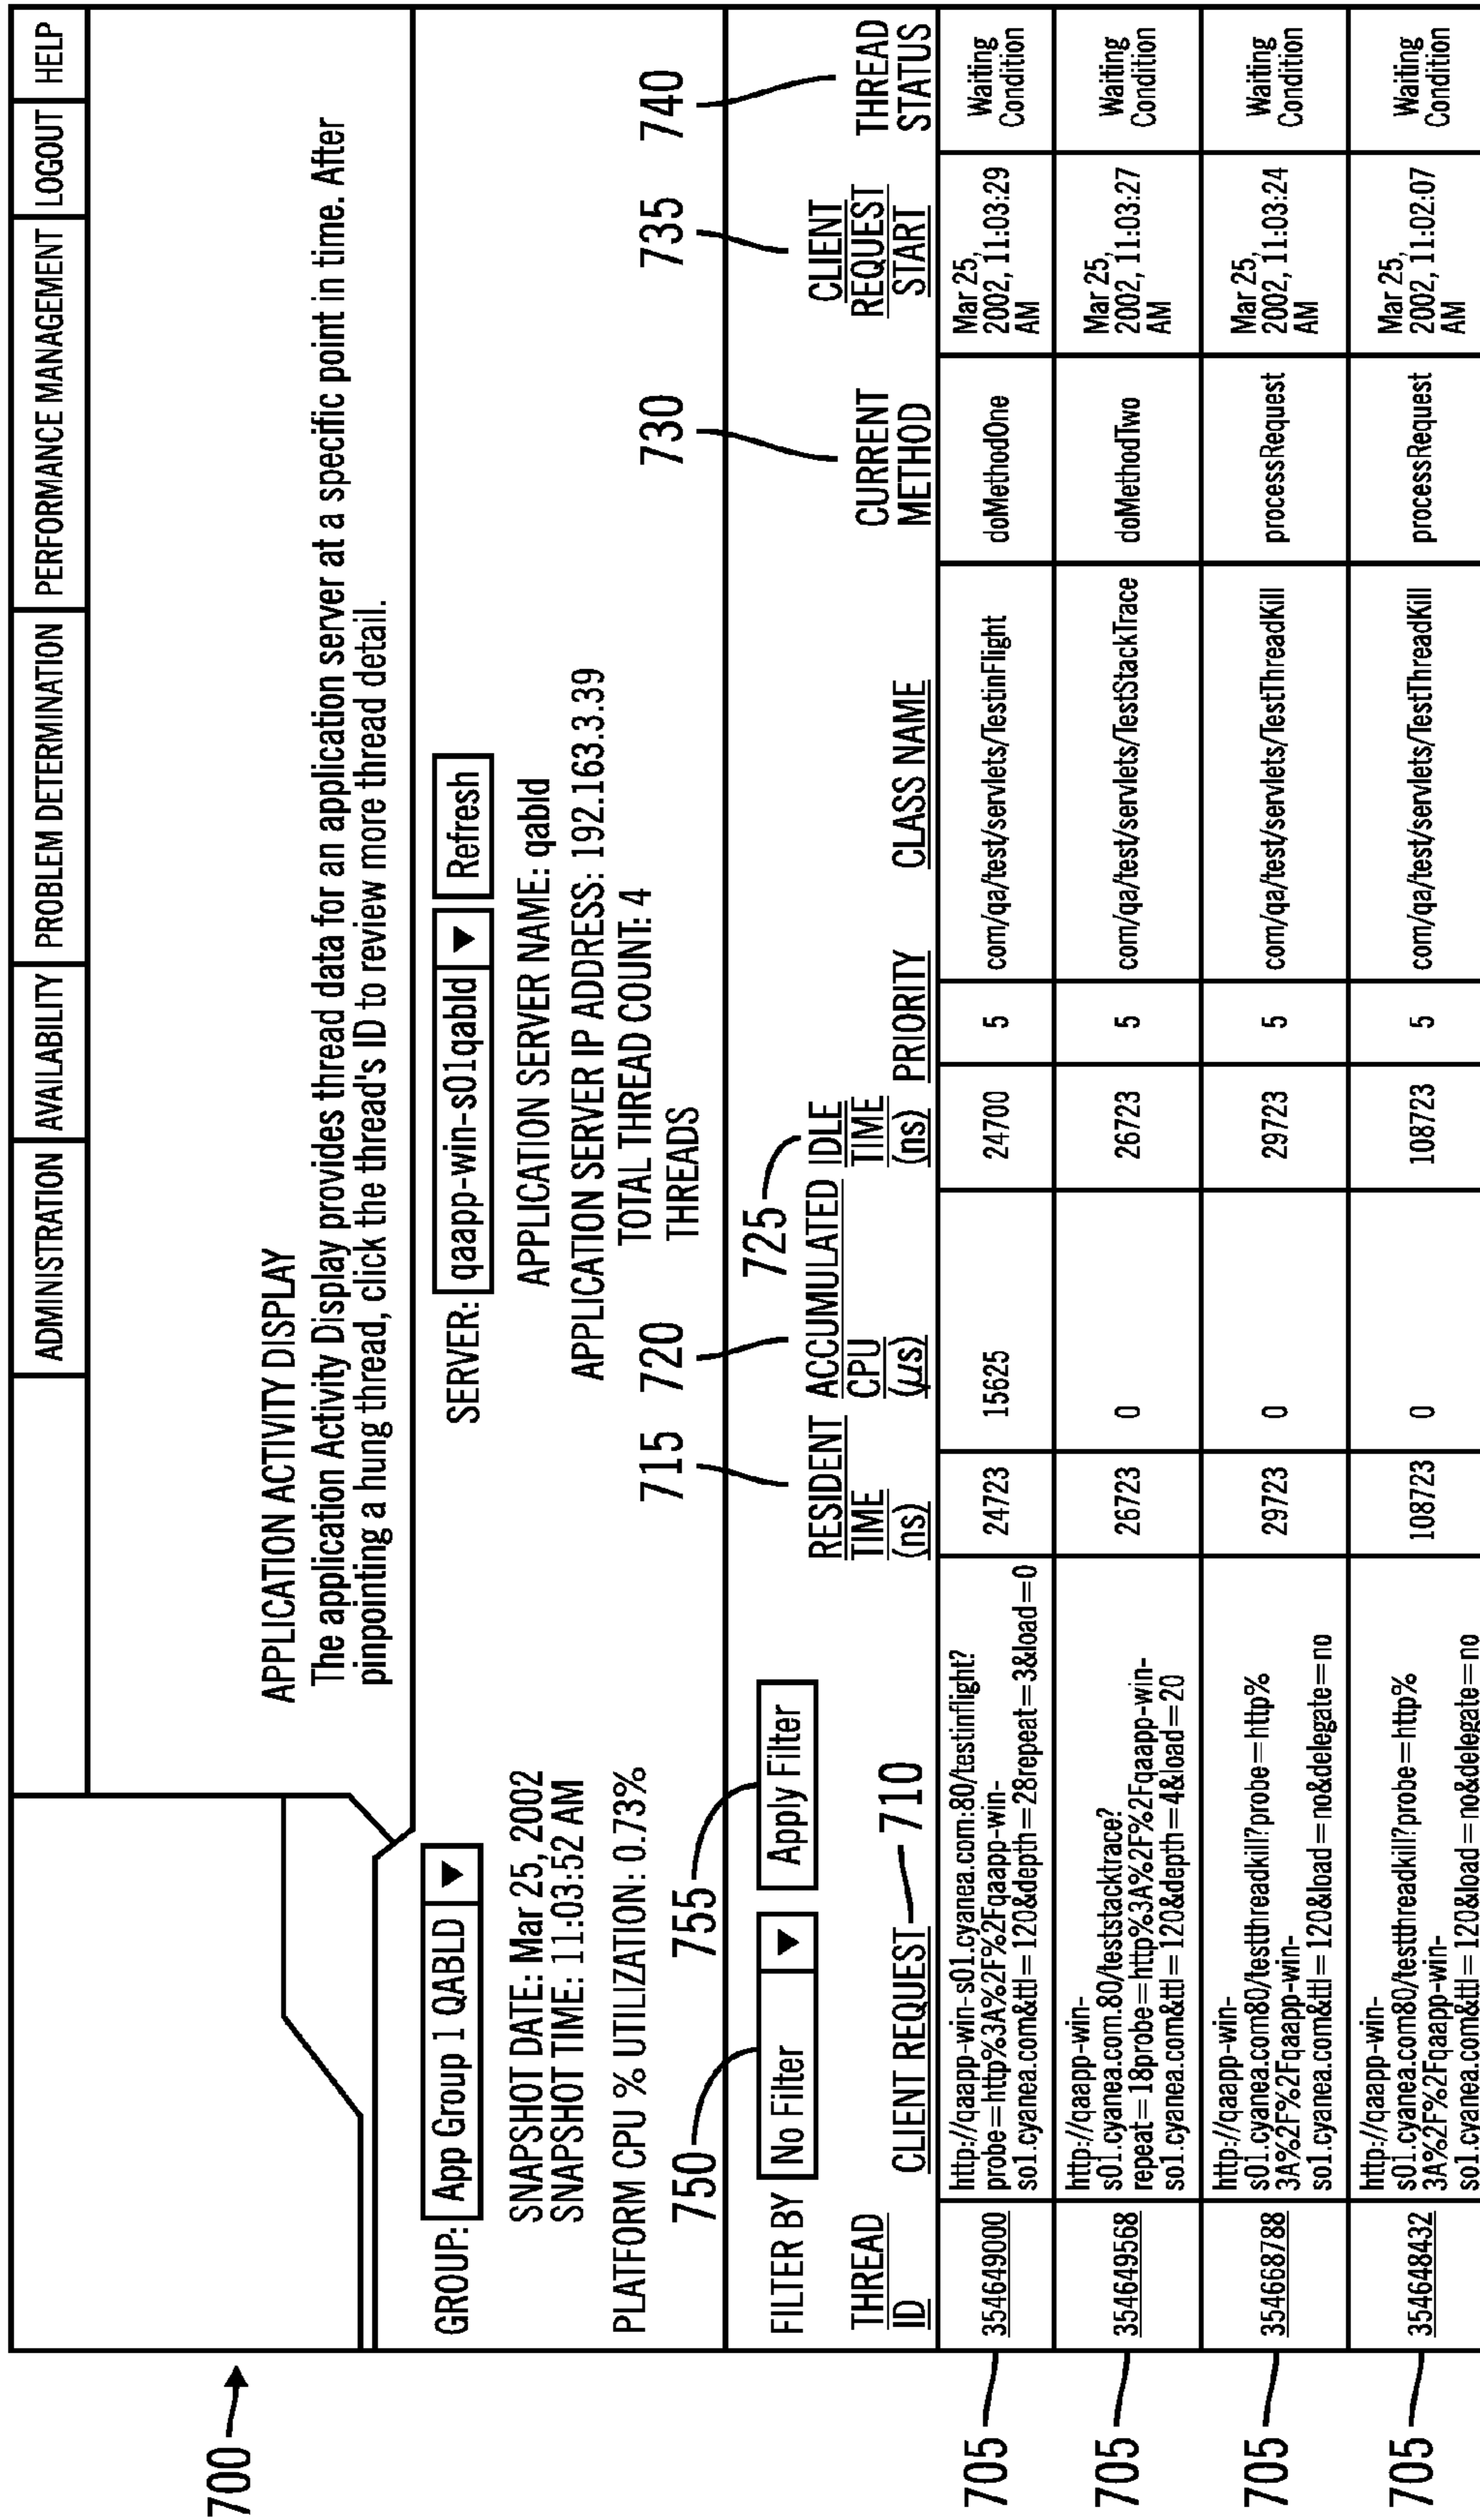 700
ADMINISTRATION AVAILABILITY PROBLEM DETERMINATION PERFORMANCE MANAGEMENT LOGOUT HELP
APPLICATION ACTIVITY DISPLAY
The application Activity Display provides thread data for an application server at a specific point in time. After
pinpointing a hung thread, click the thread's ID to review more thread detail.
GROUP: App Group 1 QABLD ▼
SERVER: qaapp-win-s01qabld ▼ Refresh
SNAPSHOT DATE: Mar 25, 2002
SNAPSHOT TIME: 11:03:52 AM
APPLICATION SERVER NAME: qabld
APPLICATION SERVER IP ADDRESS: 192.163.3.39
PLATFORM CPU % UTILIZATION: 0.73%
TOTAL THREAD COUNT: 4
THREADS
750 755 715 720 725 730 735 740
FILTER BY No Filter ▼ Apply Filter
THREAD
ID
CLIENT REQUEST 710
RESIDENT
TIME
(ns)
ACCUMULATED
CPU
(µs)
IDLE
TIME
(ns)
PRIORITY
CLASS NAME
CURRENT
METHOD
CLIENT
REQUEST
START
THREAD
STATUS
705
354649000
http://qaapp-win-s01.cyanea.com:80/testinflight?
probe=http%3A%2F%2Fqaapp-win-
so1.cyanea.com&ttl=120&depth=28repeat=3&load=0
24723
15625
24700
5
com/qa/test/servlets/TestinFlight
doMethodOne
Mar 25,
2002, 11:03:29
AM
Waiting
Condition
705
354649568
http://qaapp-win-
s01.cyanea.com.80/teststacktrace?
repeat=18probe=http%3A%2F%2Fqaapp-win-
so1.cyanea.com&ttl=120&depth=4&load=20
26723
0
26723
5
com/qa/test/servlets/TestStackTrace
doMethodTwo
Mar 25,
2002, 11:03:27
AM
Waiting
Condition
705
354668788
http://qaapp-win-
s01.cyanea.com80/testthreadkill?probe=http%
3A%2F%2Fqaapp-win-
so1.cyanea.com&ttl=120&load=no&delegate=no
29723
0
29723
5
com/qa/test/servlets/TestThreadKill
processRequest
Mar 25,
2002, 11:03:24
AM
Waiting
Condition
705
354648432
http://qaapp-win-
s01.cyanea.com80/testthreadkill?probe=http%
3A%2F%2Fqaapp-win-
so1.cyanea.com&ttl=120&load=no&delegate=no
108723
0
108723
5
com/qa/test/servlets/TestThreadKill
processRequest
Mar 25,
2002, 11:02:07
AM
Waiting
Condition